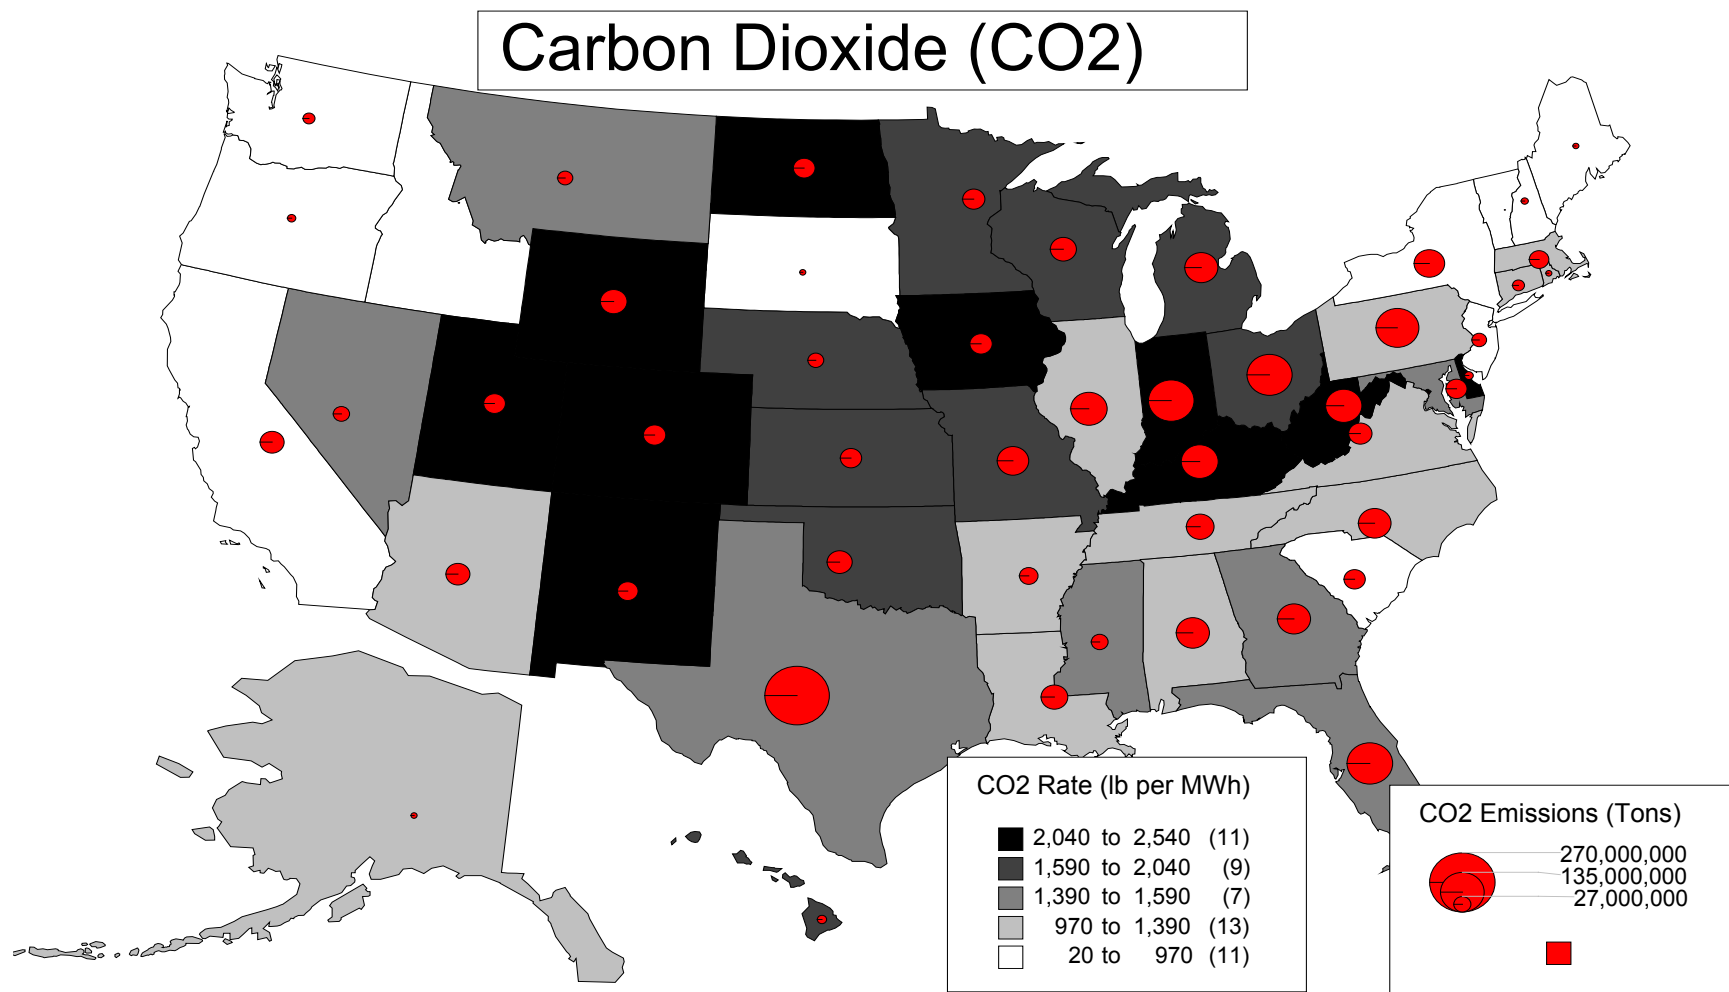 Carbon Dioxide (CO2)
CO2 Rate (lb per MWh)
2,040 to 2,540 (11)
1,590 to 2,040 (9)
1,390 to 1,590 (7)
970 to 1,390 (13)
20 to 970 (11)
CO2 Emissions (Tons)
270,000,000
135,000,000
27,000,000